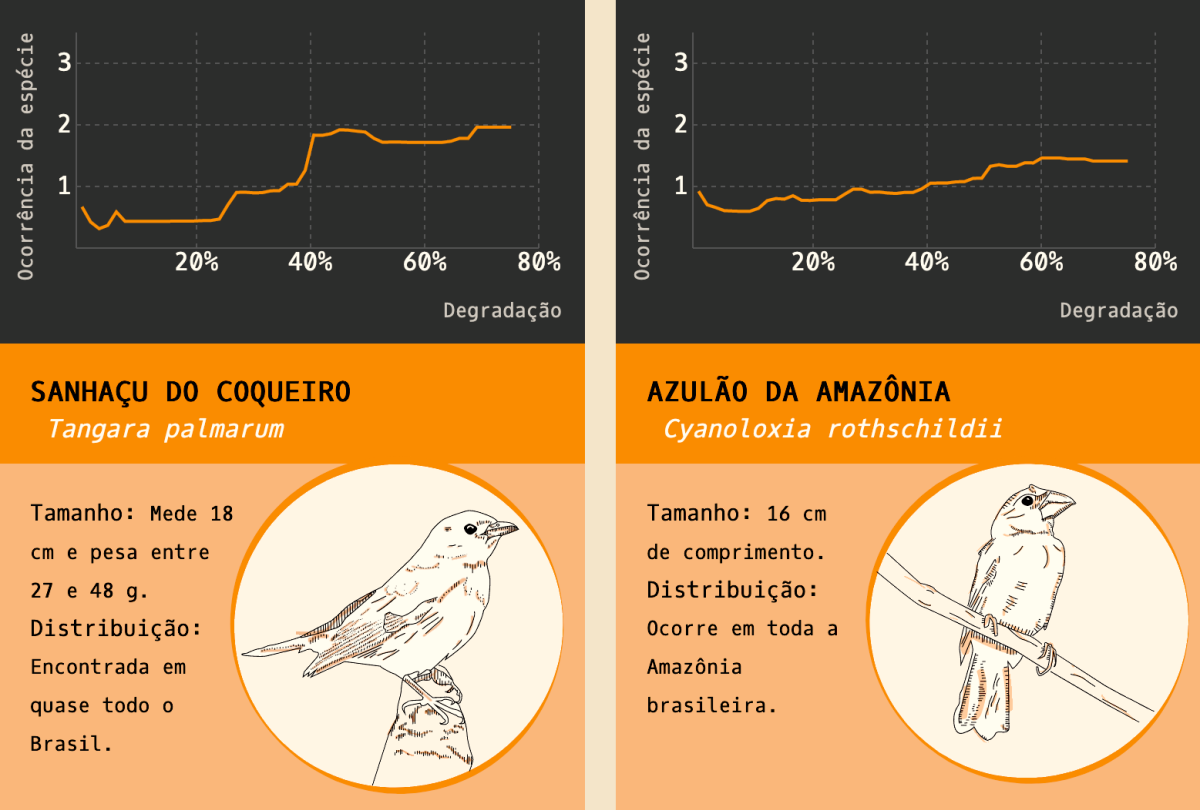 Ocorrência da espécie
3
2
1
20% 40% 60% 80%
Degradação
SANHAÇU DO COQUEIRO
Tangara palmarum
Tamanho: Mede 18
cm e pesa entre
27 e 48 g.
Distribuição:
Encontrada em
quase todo o
Brasil.
Ocorrência da espécie
3
2
1
20% 40% 60% 80%
Degradação
AZULÃO DA AMAZÔNIA
Cyanoloxia rothschildii
Tamanho: 16 cm
de comprimento.
Distribuição:
Ocorre em toda a
Amazônia
brasileira.